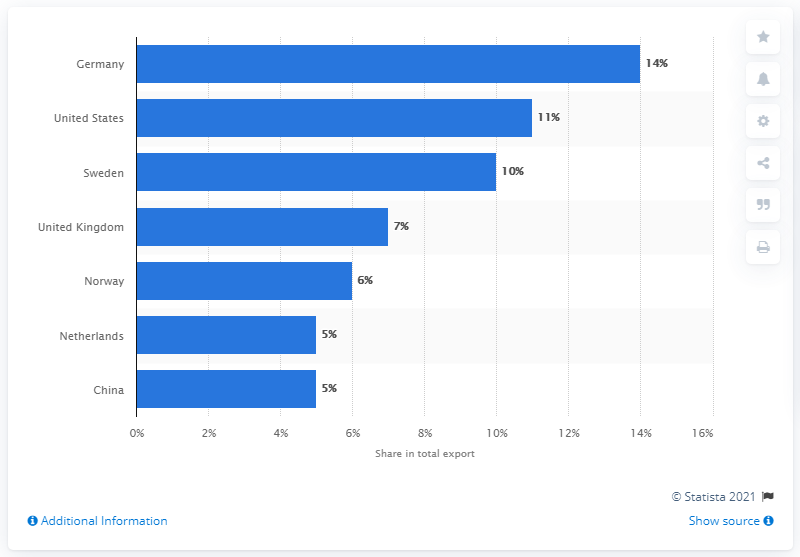 Germany 14%
United States 11%
Sweden 10%
United Kingdom 7%
Norway 6%
Netherlands 5%
China 5%
0% 2% 4% 6% 8% 10% 12% 14% 16%
Share in total export
© Statista 2021
Additional Information Show source